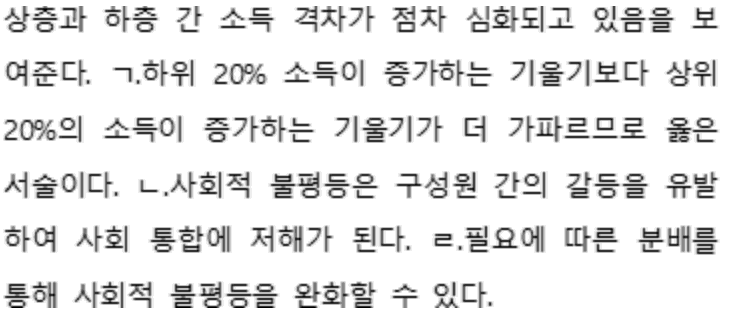 상층과 하층 간 소득 격차가 점차 심화되고 있음을 보
여준다. ㄱ.하위 20% 소득이 증가하는 기울기보다 상위
20%의 소득이 증가하는 기울기가 더 가파르므로 옳은
서술이다. ㄴ.사회적 불평등은 구성원 간의 갈등을 유발
하여 사회 통합에 저해가 된다. ㄹ.필요에 따른 분배를
통해 사회적 불평등을 완화할 수 있다.